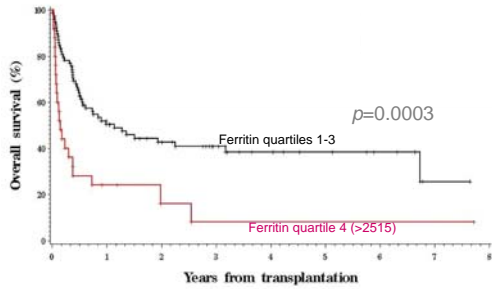 Overall survival (%)
100
80
60
40
20
0
p=0.0003
Ferritin quartiles 1-3
Ferritin quartile 4 (>2515)
0 1 2 3 4 5 6 7 8
Years from transplantation